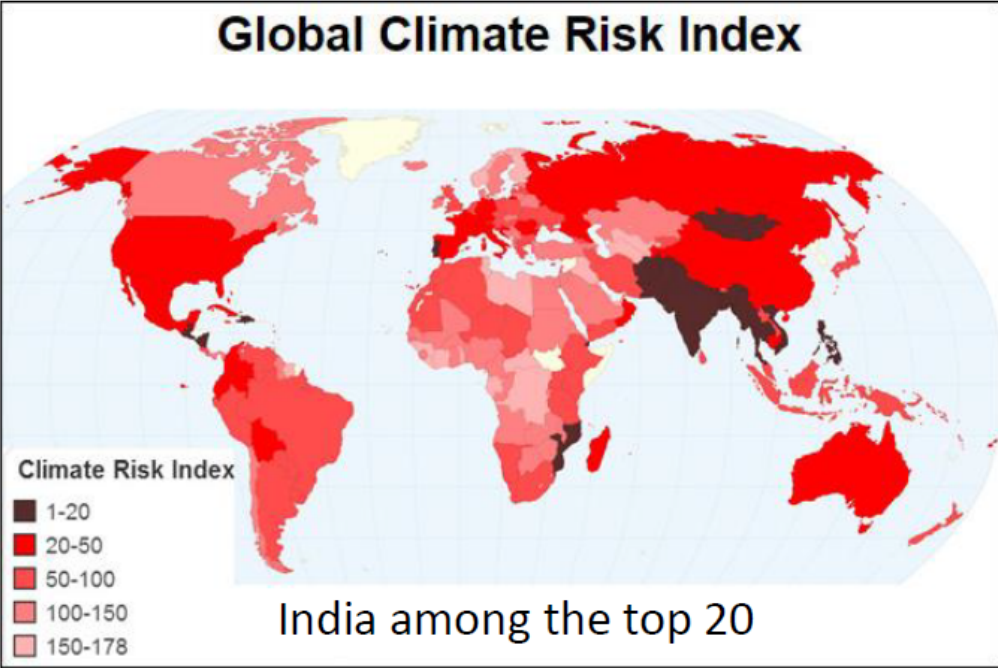 Global Climate Risk Index
Climate Risk Index
1-20
20-50
50-100
100-150
150-178
India among the top 20